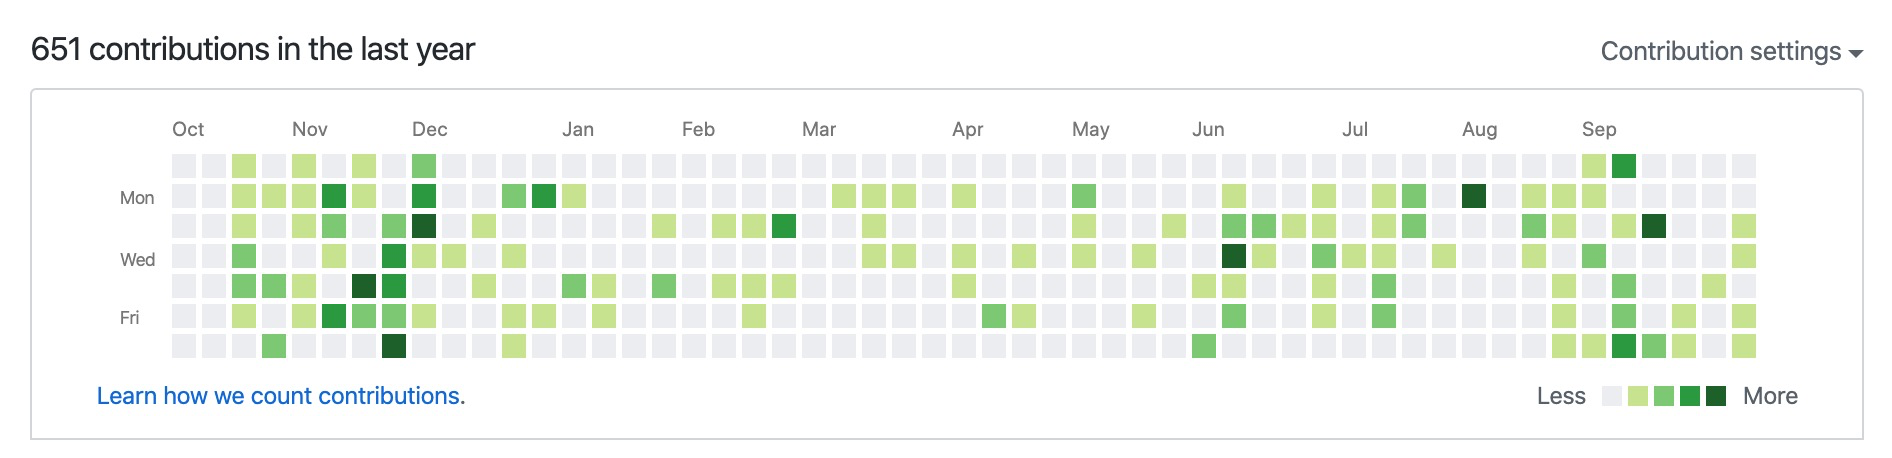 651 contributions in the last year
Contribution settings
Oct Nov Dec Jan Feb Mar Apr May Jun Jul Aug Sep
Mon
Wed
Fri
Learn how we count contributions.
Less More